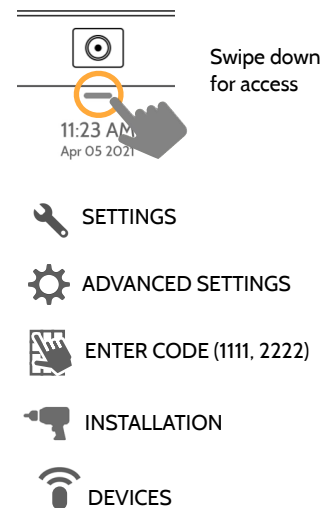 Swipe down
for access
11:23 AM
Apr 05 2021
SETTINGS
ADVANCED SETTINGS
ENTER CODE (1111, 2222)
INSTALLATION
DEVICES